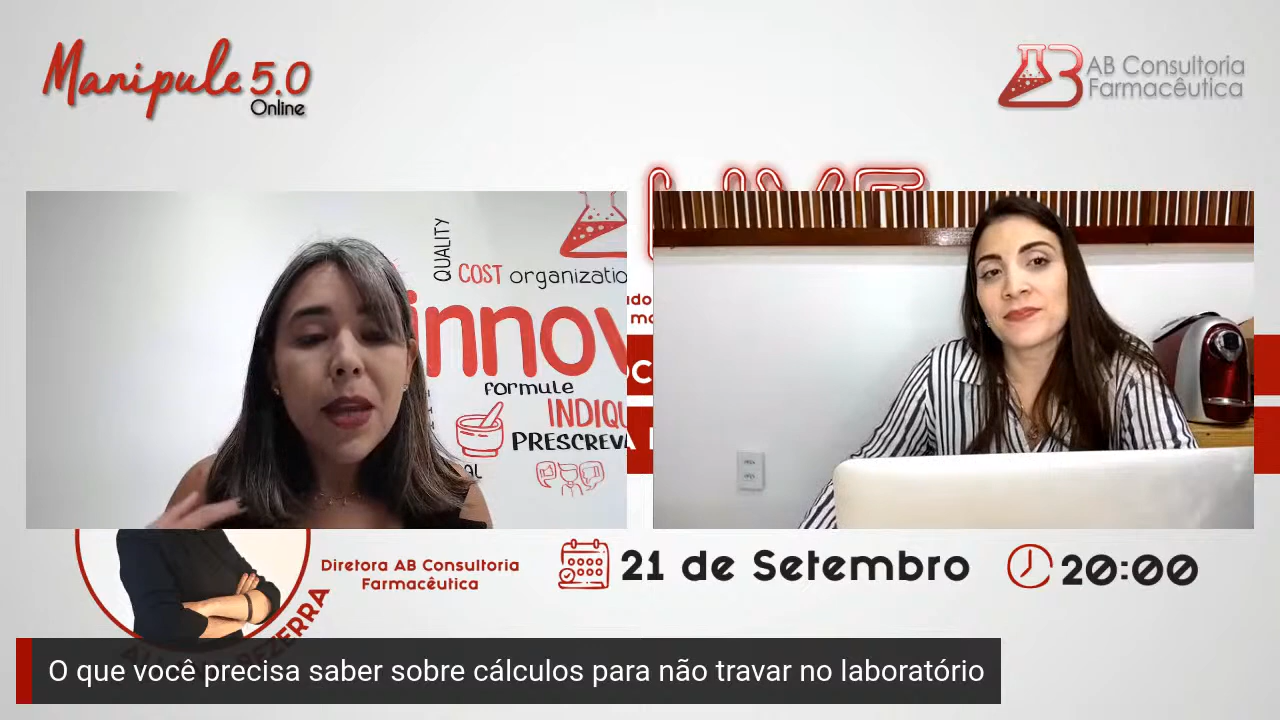 Manipule 5.0
Online
AB Consultoria
Farmacêutica
LIVE
QUALITY
COST organizatio
innov
formule
INDIQU
PRESCREVA
Diretora AB Consultoria
Farmacêutica
21 de Setembro
20:00
O que você precisa saber sobre cálculos para não travar no laboratório